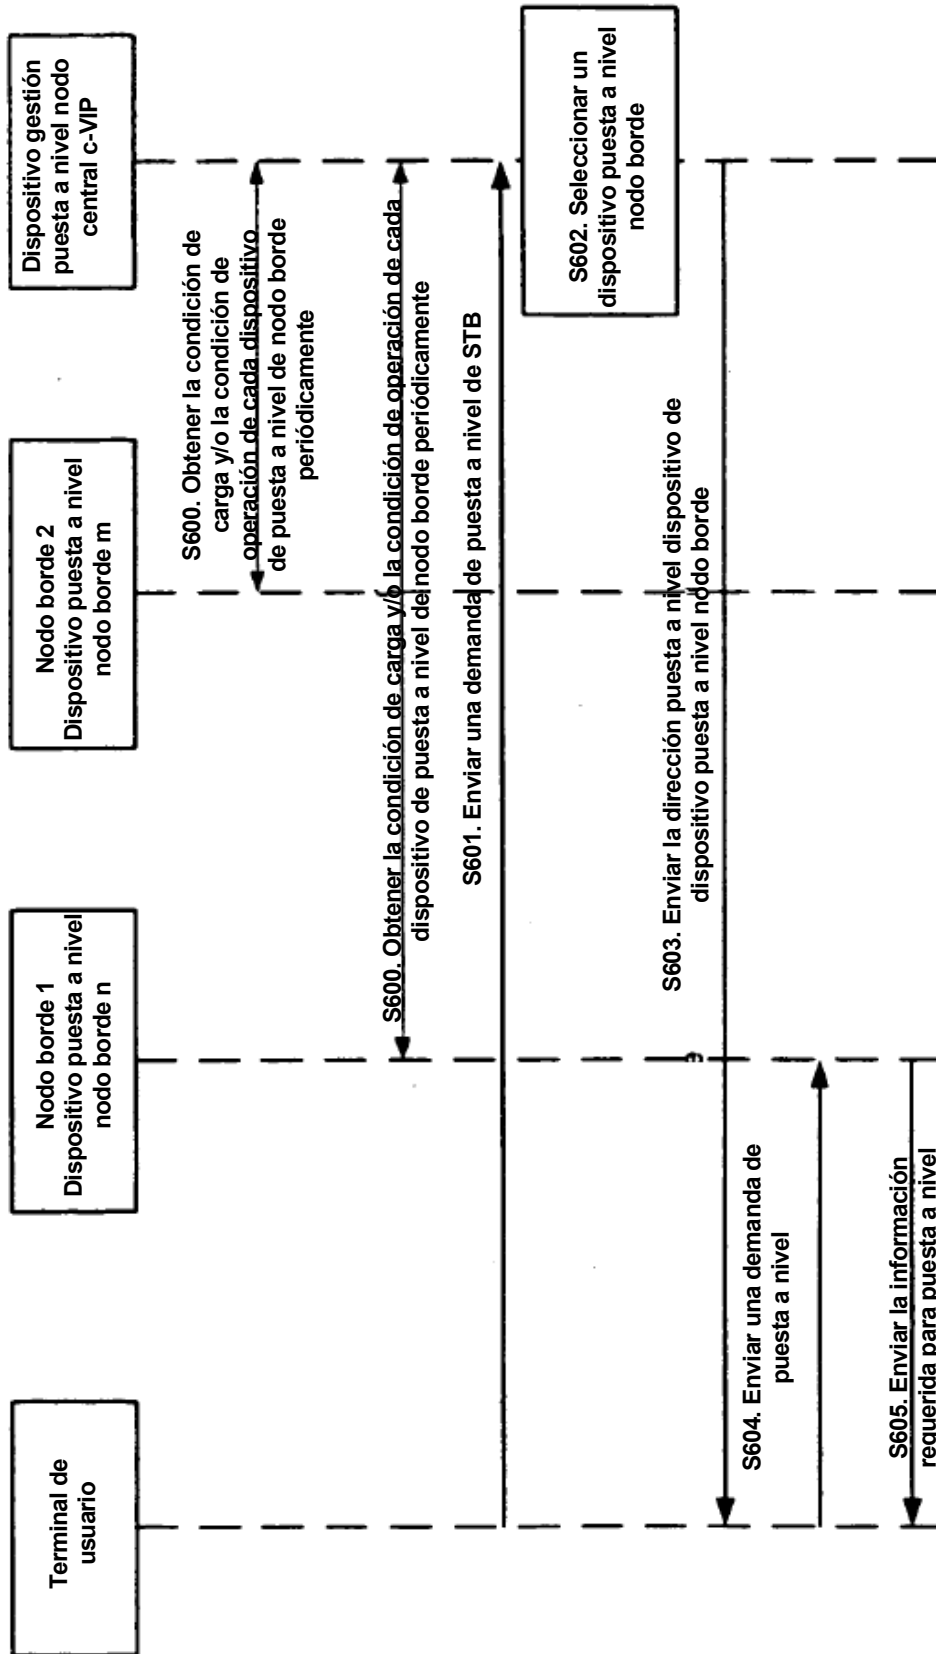 Terminal de
usuario
Nodo borde 1
Dispositivo puesta a nivel
nodo borde n
Nodo borde 2
Dispositivo puesta a nivel
nodo borde m
Dispositivo gestión
puesta a nivel nodo
central c-VIP
S600. Obtener la condición de
carga y/o la condición de
operación de cada dispositivo
de puesta a nivel de nodo borde
periódicamente
S600. Obtener la condición de carga y/o la condición de operación de cada
dispositivo de puesta a nivel de nodo borde periódicamente
S601. Enviar una demanda de puesta a nivel de STB
S602. Seleccionar un
dispositivo puesta a nivel
nodo borde
S603. Enviar la dirección puesta a nivel dispositivo de
dispositivo puesta a nivel nodo borde
e
S604. Enviar una demanda de
puesta a nivel
S605. Enviar la información
requerida para puesta a nivel